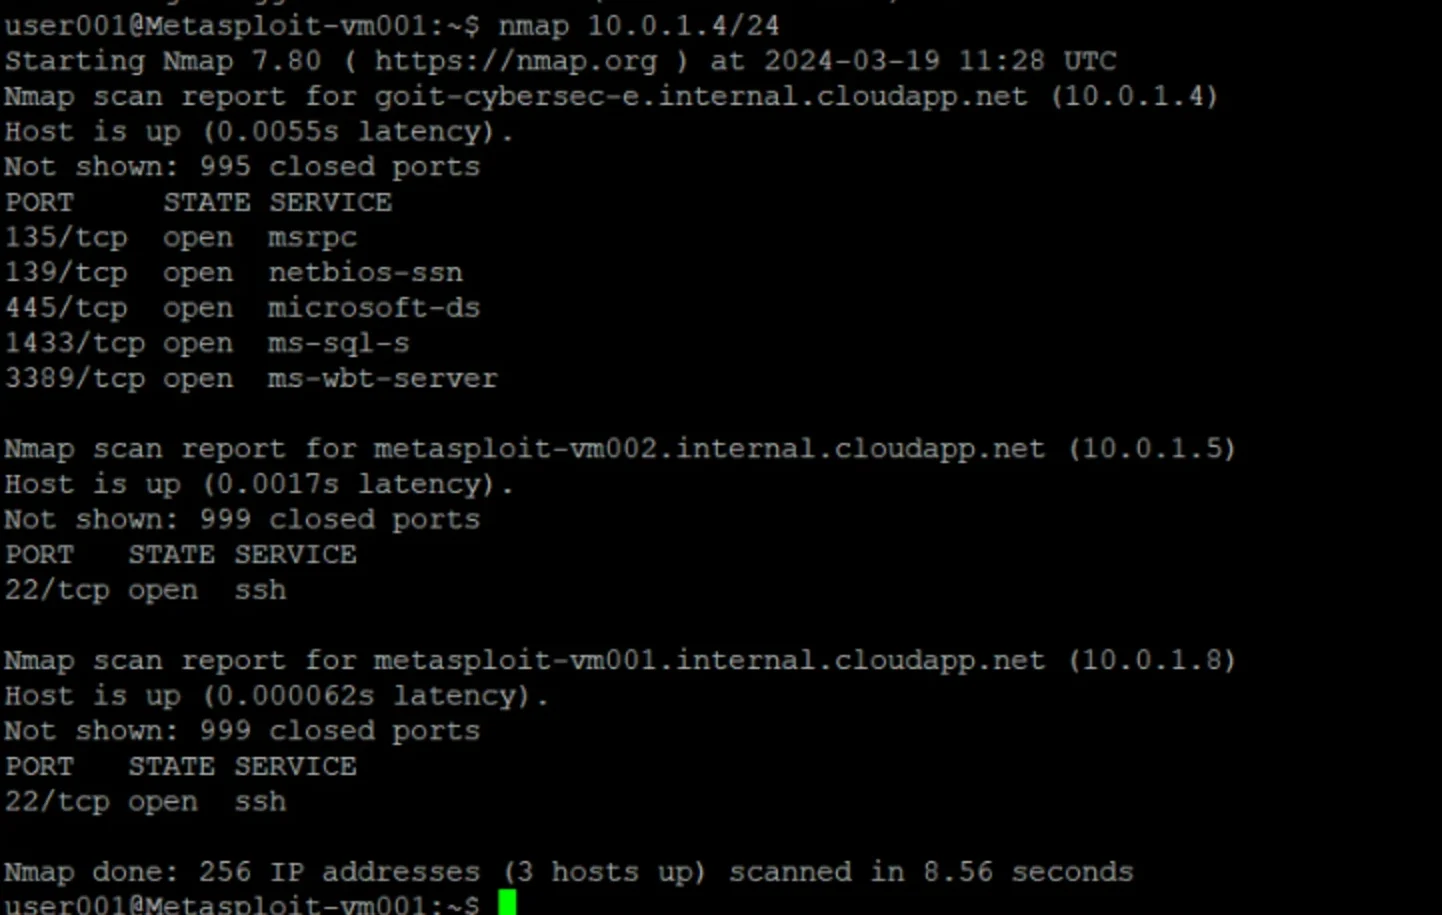 user001@Metasploit-vm001:~$ nmap 10.0.1.4/24
Starting Nmap 7.80 ( https://nmap.org ) at 2024-03-19 11:28 UTC
Nmap scan report for goit-cybersec-e.internal.cloudapp.net (10.0.1.4)
Host is up (0.0055s latency).
Not shown: 995 closed ports
PORT     STATE SERVICE
135/tcp  open  msrpc
139/tcp  open  netbios-ssn
445/tcp  open  microsoft-ds
1433/tcp open  ms-sql-s
3389/tcp open  ms-wbt-server
Nmap scan report for metasploit-vm002.internal.cloudapp.net (10.0.1.5)
Host is up (0.0017s latency).
Not shown: 999 closed ports
PORT   STATE SERVICE
22/tcp open  ssh
Nmap scan report for metasploit-vm001.internal.cloudapp.net (10.0.1.8)
Host is up (0.000062s latency).
Not shown: 999 closed ports
PORT   STATE SERVICE
22/tcp open  ssh
Nmap done: 256 IP addresses (3 hosts up) scanned in 8.56 seconds
user001@Metasploit-vm001:~$